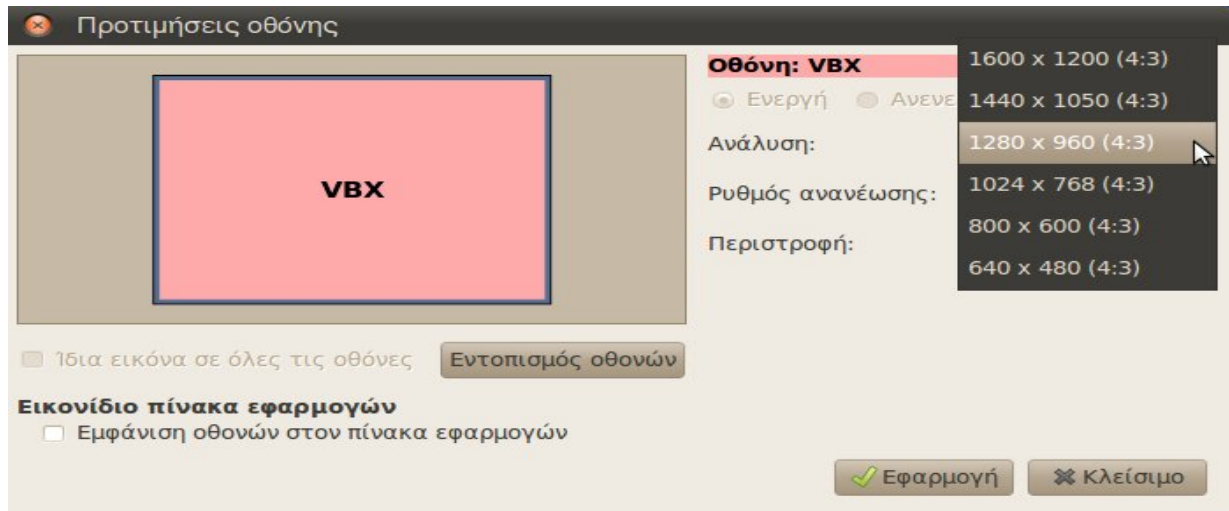 Προτιμήσεις οθόνης
VBX
Οθόνη: VBX
Ενεργή
Ανάλυση:
Ρυθμός ανανέωσης:
Περιστροφή:
1600 x 1200 (4:3)
1440 x 1050 (4:3)
1280 x 960 (4:3)
1024 x 768 (4:3)
800 x 600 (4:3)
640 x 480 (4:3)
Ίδια εικόνα σε όλες τις οθόνες
Εντοπισμός οθονών
Εικονίδιο πίνακα εφαρμογών
Εμφάνιση οθονών στον πίνακα εφαρμογών
Εφαρμογή
Κλείσιμο